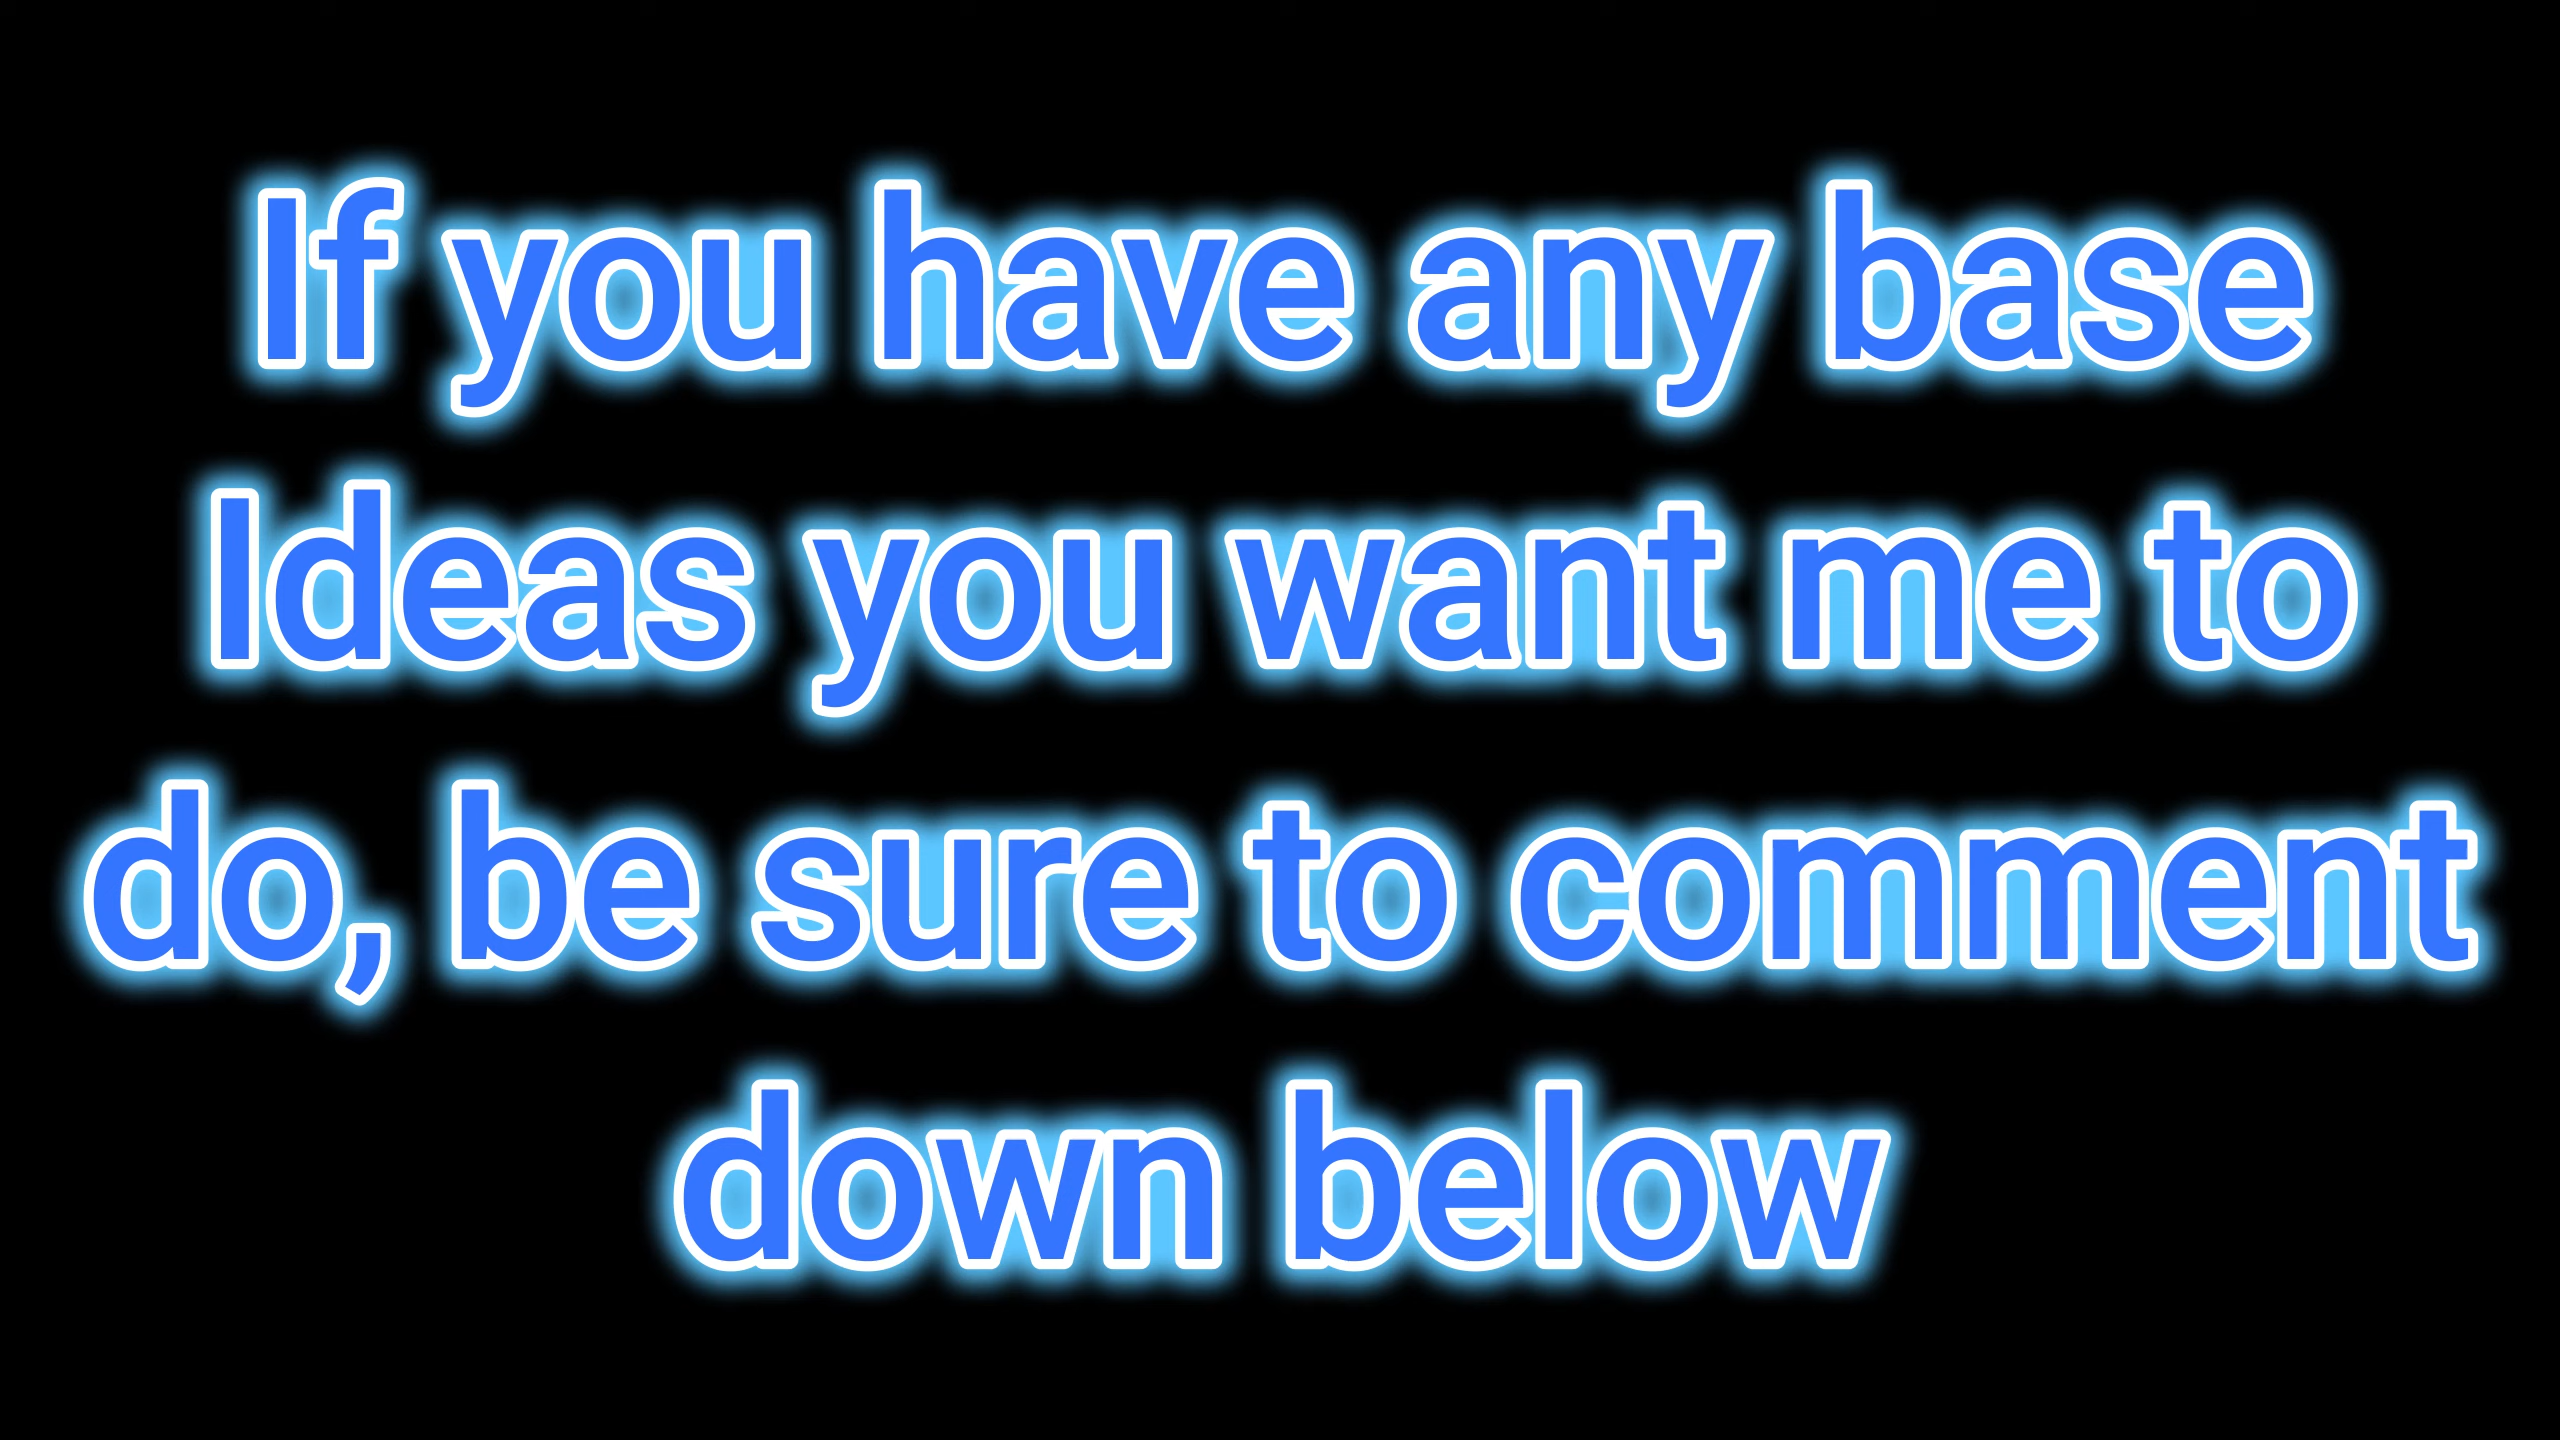 If you have any base
Ideas you want me to
do, be sure to comment
down below